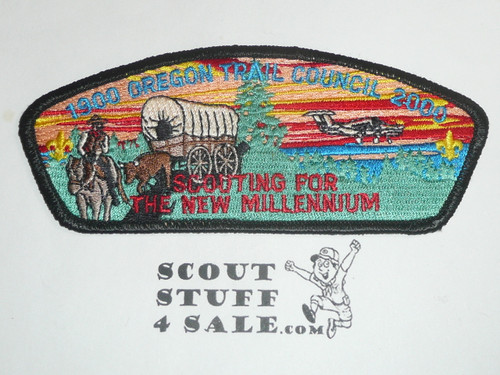 1900 OREGON TRAIL COUNCIL 2000
SCOUTING FOR
THE NEW MILLENNIUM
SCOUT
STUFF
4 SALE.com